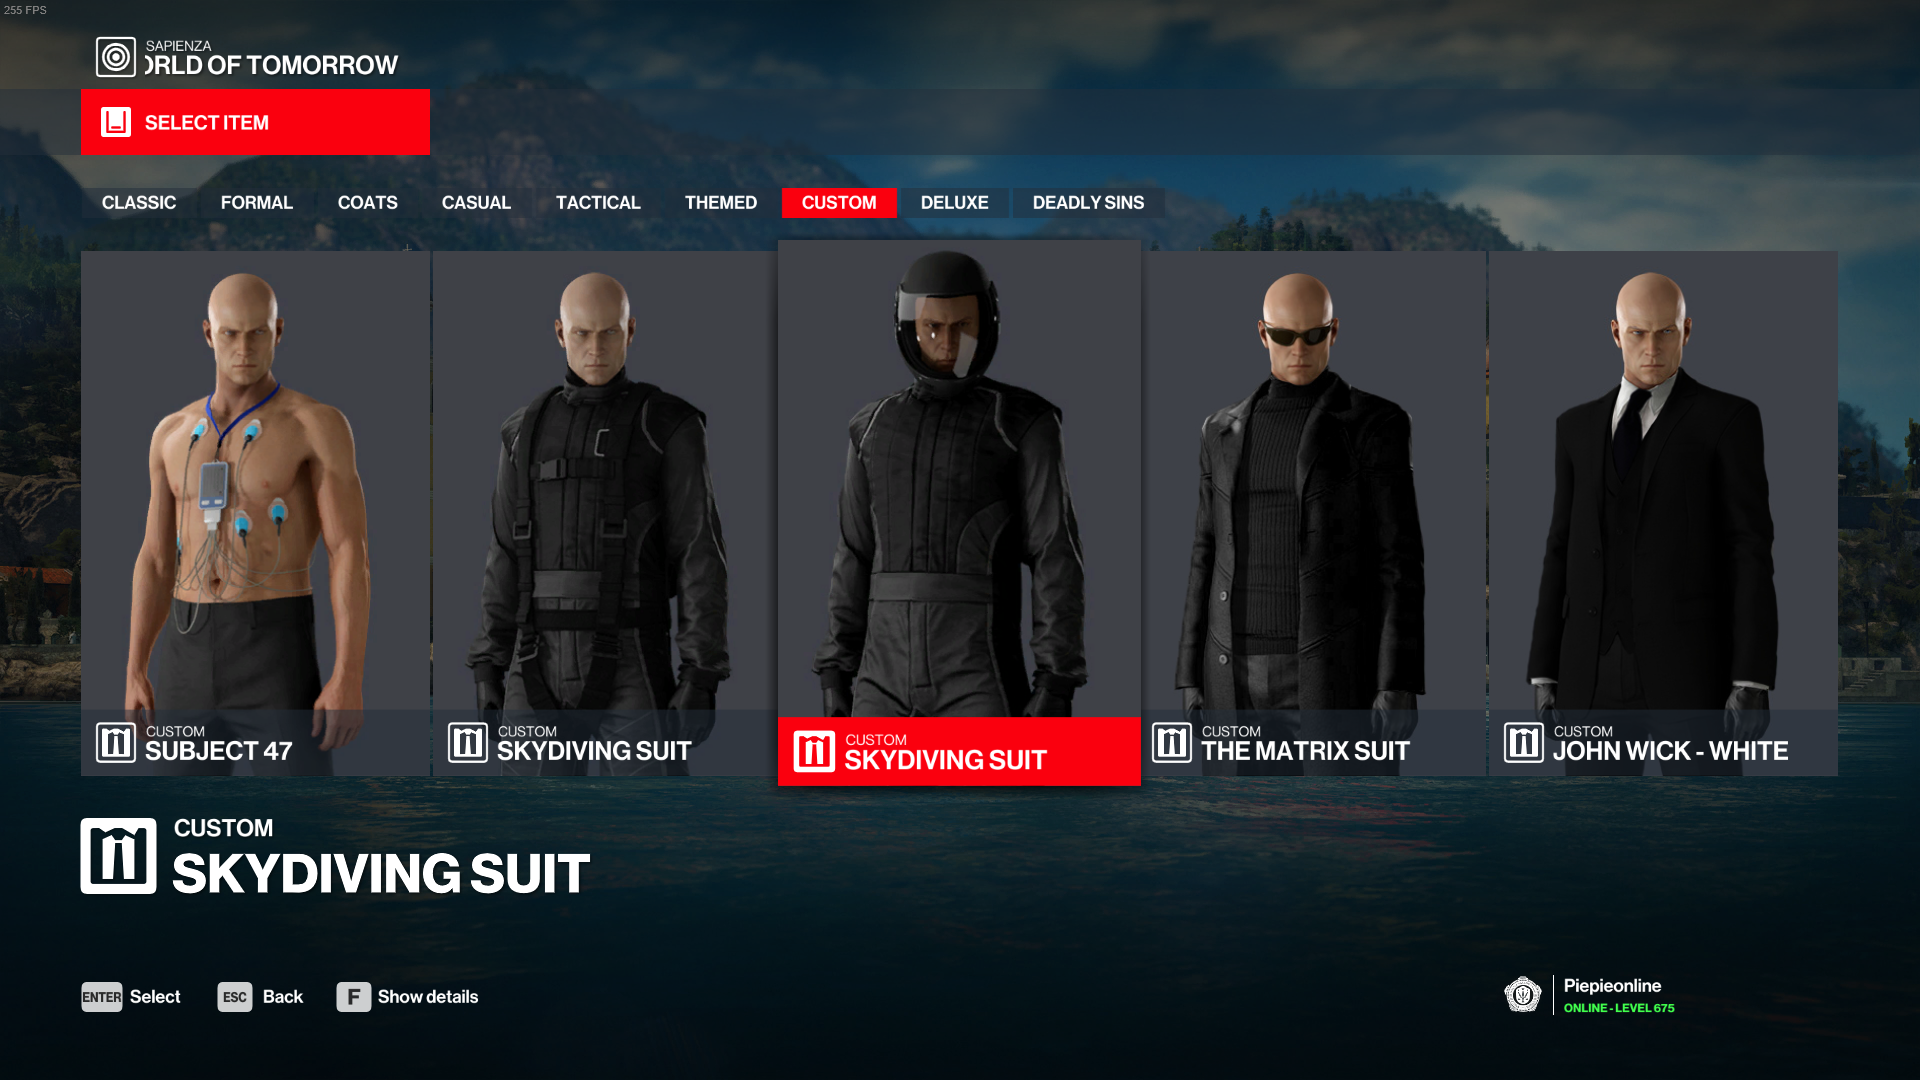 255 FPS
SAPIENZA
ORLD OF TOMORROW
SELECT ITEM
CLASSIC FORMAL COATS CASUAL TACTICAL THEMED CUSTOM DELUXE DEADLY SINS
CUSTOM
SUBJECT 47
CUSTOM
SKYDIVING SUIT
CUSTOM
SKYDIVING SUIT
CUSTOM
THE MATRIX SUIT
CUSTOM
JOHN WICK - WHITE
CUSTOM
SKYDIVING SUIT
ENTER Select ESC Back F Show details
Piepieonline
ONLINE - LEVEL 675